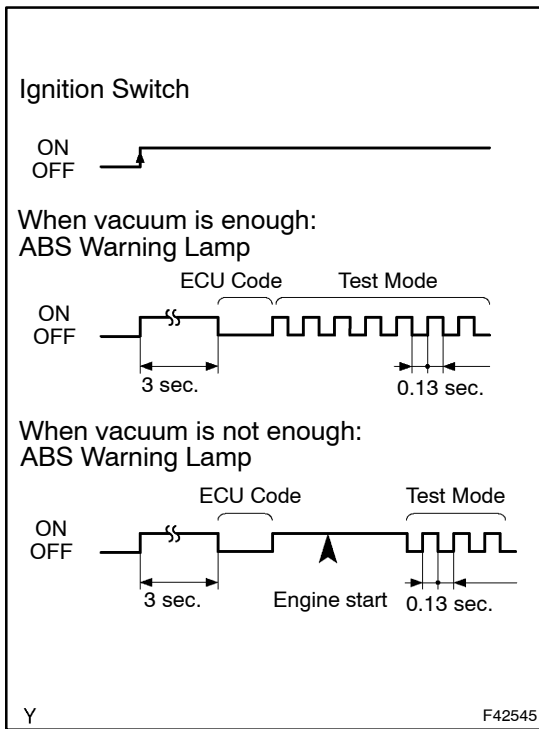 Ignition Switch
ON
OFF
When vacuum is enough:
ABS Warning Lamp
ECU Code Test Mode
ON
OFF
3 sec. 0.13 sec.
When vacuum is not enough:
ABS Warning Lamp
ECU Code Test Mode
ON
OFF
3 sec. Engine start 0.13 sec.
Y F42545